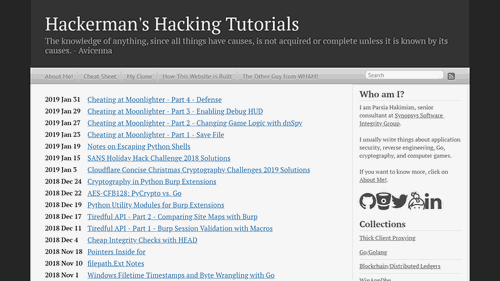 Hackerman's Hacking Tutorials
The knowledge of anything, since all things have causes, is not acquired or complete unless it is known by its
causes. - Avicenna
About Me! Cheat Sheet My Clone How This Website is Built The Other Guy from WHAM!
Search
2019 Jan 31 Cheating at Moonlighter - Part 4 - Defense
2019 Jan 29 Cheating at Moonlighter - Part 3 - Enabling Debug HUD
2019 Jan 27 Cheating at Moonlighter - Part 2 - Changing Game Logic with dnSpy
2019 Jan 23 Cheating at Moonlighter - Part 1 - Save File
2019 Jan 19 Notes on Escaping Python Shells
2019 Jan 15 SANS Holiday Hack Challenge 2018 Solutions
2019 Jan 3 Cloudflare Concise Christmas Cryptography Challenges 2019 Solutions
2018 Dec 24 Cryptography in Python Burp Extensions
2018 Dec 22 AES-CFB128: PyCrypto vs. Go
2018 Dec 19 Python Utility Modules for Burp Extensions
2018 Dec 17 Tiredful API - Part 2 - Comparing Site Maps with Burp
2018 Dec 11 Tiredful API - Part 1 - Burp Session Validation with Macros
2018 Dec 4 Cheap Integrity Checks with HEAD
2018 Nov 18 Pointers Inside for
2018 Nov 10 filepath.Ext Notes
2018 Nov 1 Windows Filetime Timestamps and Byte Wrangling with Go
Who am I?
I am Parsia Hakimian, senior
consultant at Synopsys Software
Integrity Group.
I usually write things about application
security, reverse engineering, Go,
cryptography, and computer games.
If you want to know more, click on
About Me!.
Collections
Thick Client Proxying
Go/Golang
Blockchain/Distributed Ledgers
WinAppDbg